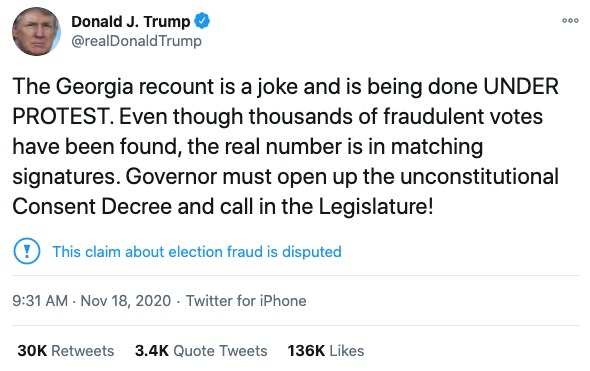 Donald J. Trump
@realDonaldTrump
The Georgia recount is a joke and is being done UNDER
PROTEST. Even though thousands of fraudulent votes
have been found, the real number is in matching
signatures. Governor must open up the unconstitutional
Consent Decree and call in the Legislature!
This claim about election fraud is disputed
9:31 AM · Nov 18, 2020 · Twitter for iPhone
30K Retweets 3.4K Quote Tweets 136K Likes